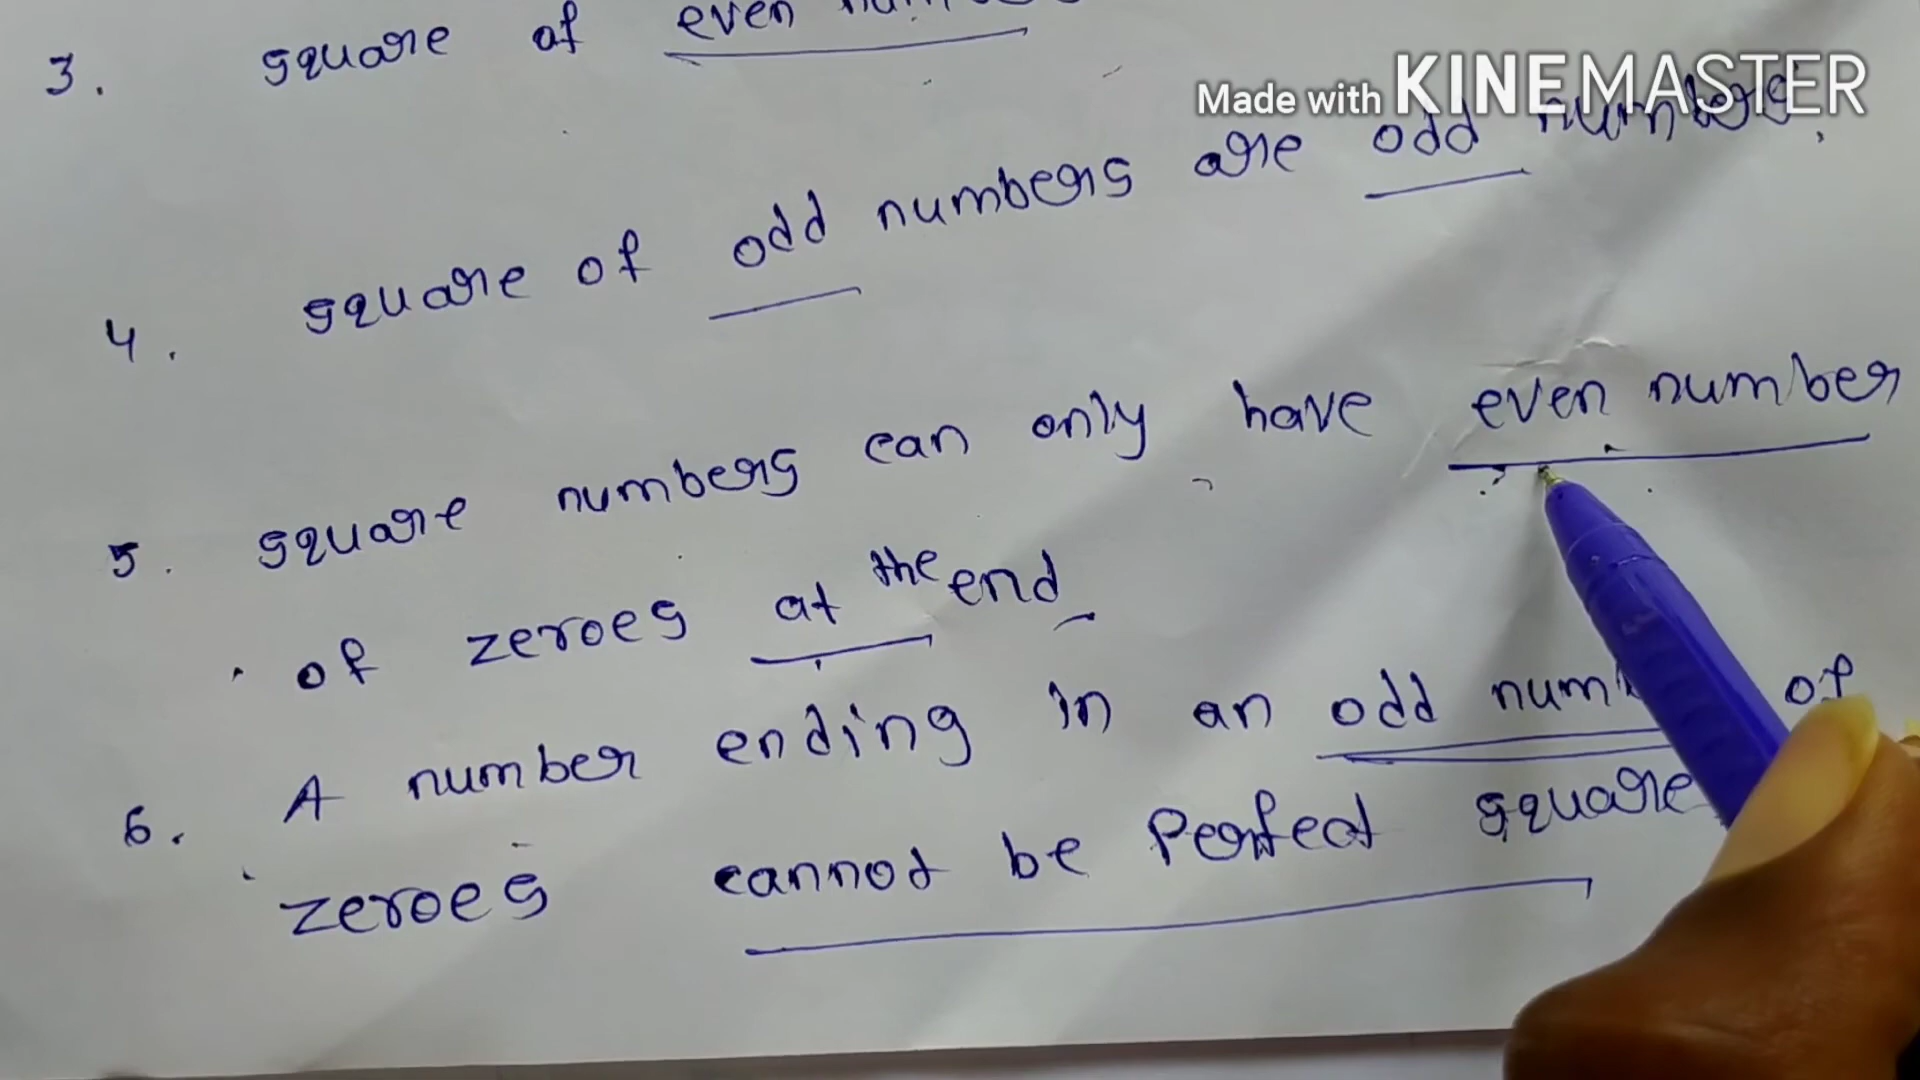 3. square of even
Made with KINEMASTER
4. square of odd numbers are odd numbers.
5. square numbers can only have even number
of zeroes at the end
6. A number ending in an odd of
zeroes cannot be Perfect square